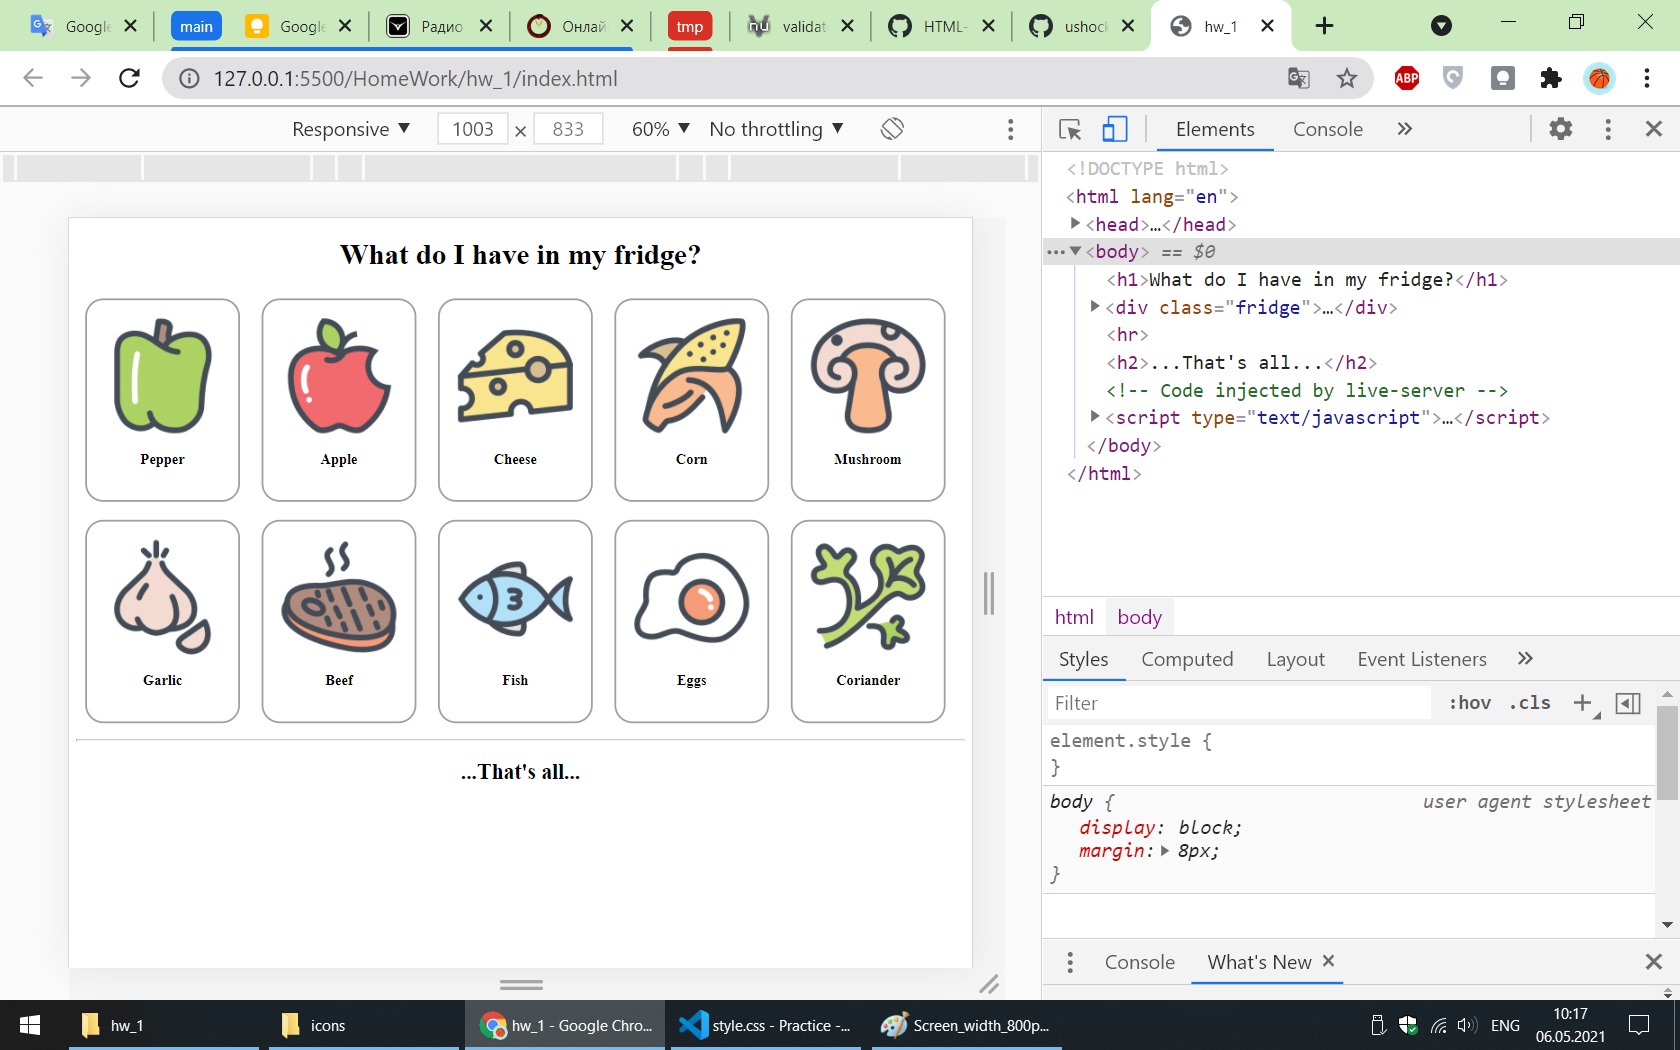 Google
main
Google
Радио
Онлай
tmp
validat
HTML-
ushock
hw_1
127.0.0.1:5500/HomeWork/hw_1/index.html
ABP
Responsive 1003 × 833 60% No throttling
What do I have in my fridge?
Pepper Apple Cheese Corn Mushroom
3
Garlic Beef Fish Eggs Coriander
...That's all...
Elements Console »
<!DOCTYPE html>
<html lang="en">
<head>…</head>
<body> == $0
<h1>What do I have in my fridge?</h1>
<div class="fridge">…</div>
<hr>
<h2>...That's all...</h2>
<!-- Code injected by live-server -->
<script type="text/javascript">…</script>
</body>
</html>
html body
Styles Computed Layout Event Listeners »
Filter :hov .cls +
element.style {
}
body { user agent stylesheet
display: block;
margin: 8px;
}
Console What's New
hw_1
icons
hw_1 - Google Chro...
style.css - Practice -...
Screen_width_800p...
ENG
10:17
06.05.2021